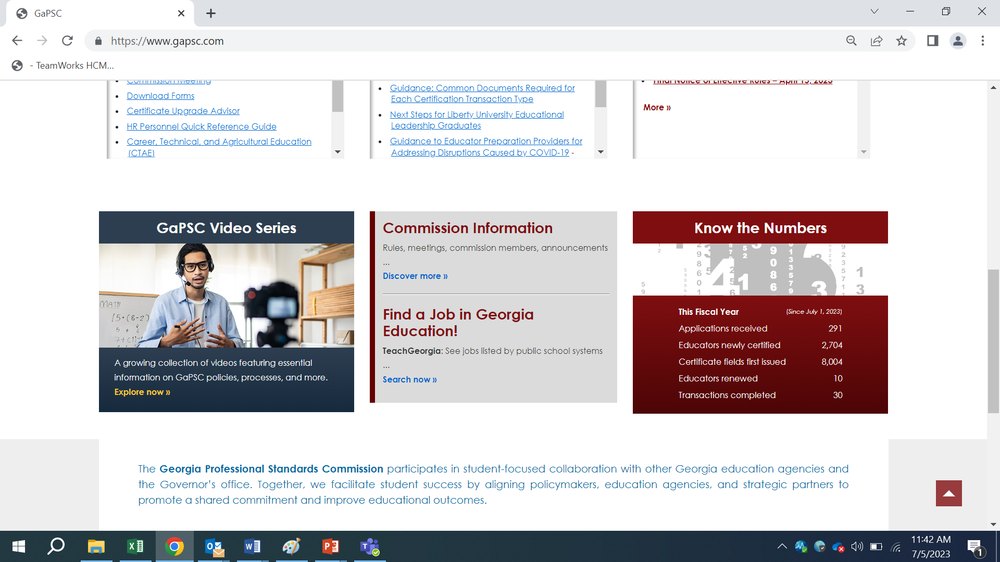 GaPSC
https://www.gapsc.com
- TeamWorks HCM...
Commission Meeting
Download Forms
Certificate Upgrade Advisor
HR Personnel Quick Reference Guide
Career, Technical, and Agricultural Education
(CTAE)
Guidance: Common Documents Required for
Each Certification Transaction Type
Next Steps for Liberty University Educational
Leadership Graduates
Guidance to Educator Preparation Providers for
Addressing Disruptions Caused by COVID-19 -
Final Notice of Effective Rules – April 15, 2023
More »
GaPSC Video Series
MATH
A growing collection of videos featuring essential
information on GaPSC policies, processes, and more.
Explore now »
Commission Information
Rules, meetings, commission members, announcements
...
Discover more »
Find a Job in Georgia
Education!
TeachGeorgia: See jobs listed by public school systems
...
Search now »
Know the Numbers
This Fiscal Year (Since July 1, 2023)
Applications received 291
Educators newly certified 2,704
Certificate fields first issued 8,004
Educators renewed 10
Transactions completed 30
The Georgia Professional Standards Commission participates in student-focused collaboration with other Georgia education agencies and
the Governor's office. Together, we facilitate student success by aligning policymakers, education agencies, and strategic partners to
promote a shared commitment and improve educational outcomes.
11:42 AM
7/5/2023
1